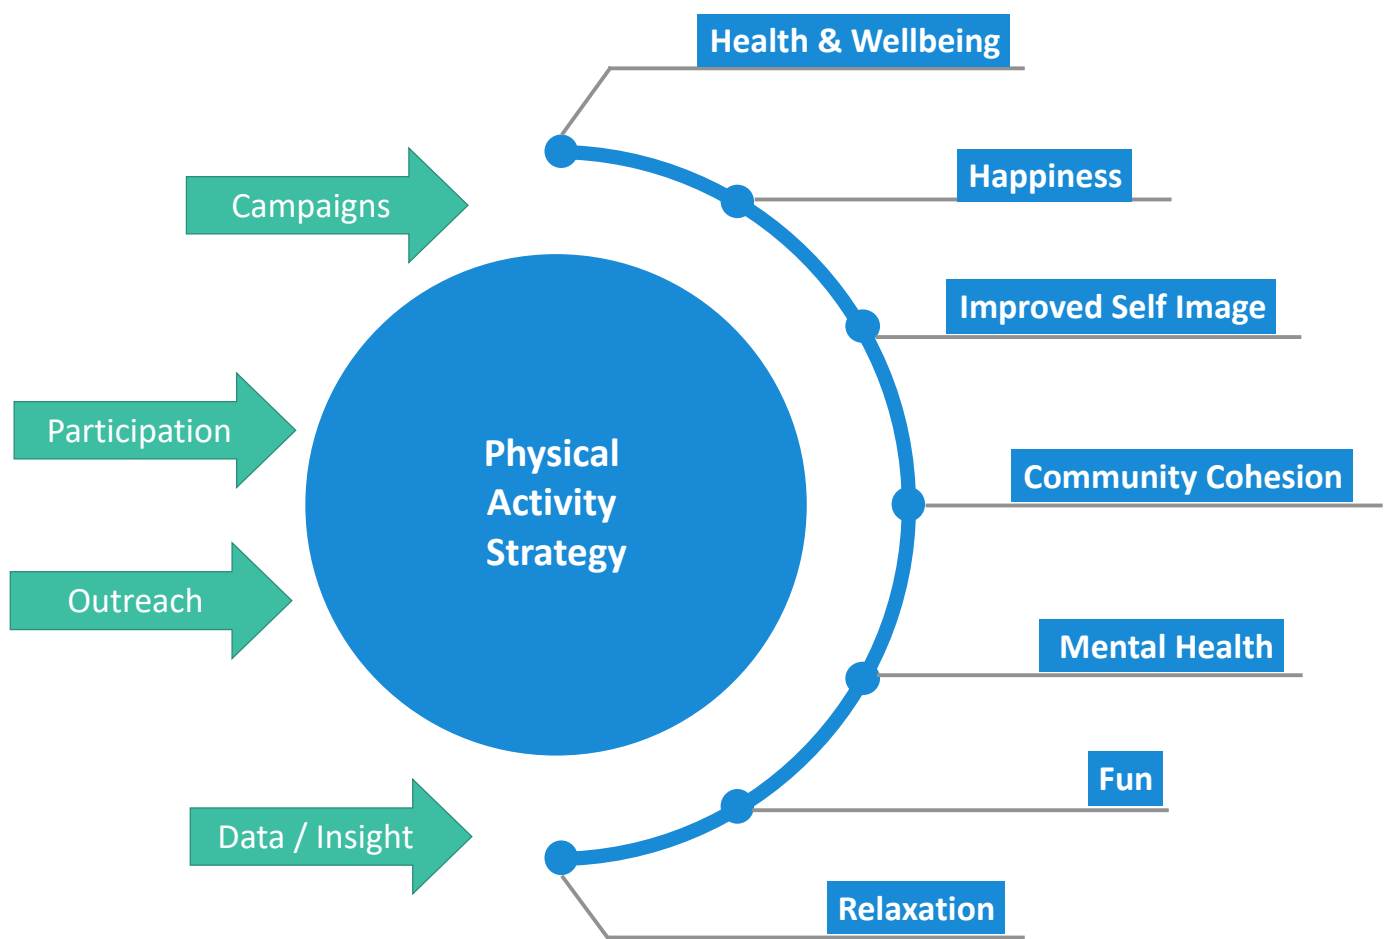 Health & Wellbeing
Happiness
Campaigns
Improved Self Image
Participation
Physical
Activity
Strategy
Community Cohesion
Outreach
Mental Health
Fun
Data / Insight
Relaxation